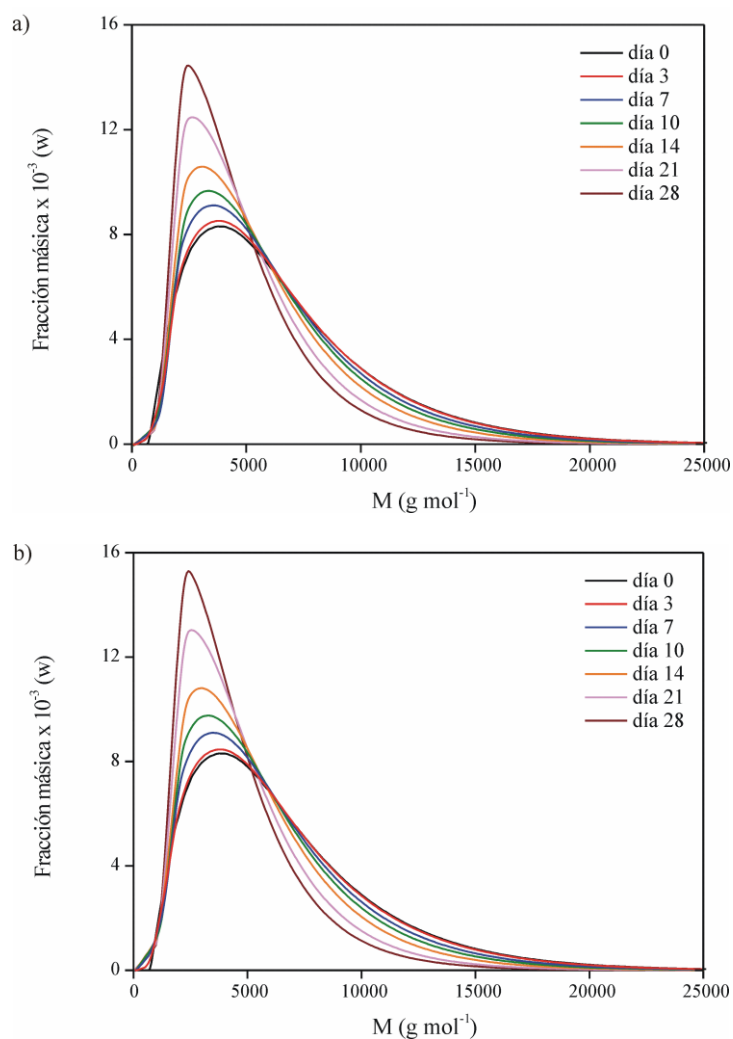 a)
16
12
8
4
0
Fracción másica x 10⁻³ (w)
día 0
día 3
día 7
día 10
día 14
día 21
día 28
0 5000 10000 15000 20000 25000
M (g mol⁻¹)
b)
16
12
8
4
0
Fracción másica x 10⁻³ (w)
día 0
día 3
día 7
día 10
día 14
día 21
día 28
0 5000 10000 15000 20000 25000
M (g mol⁻¹)